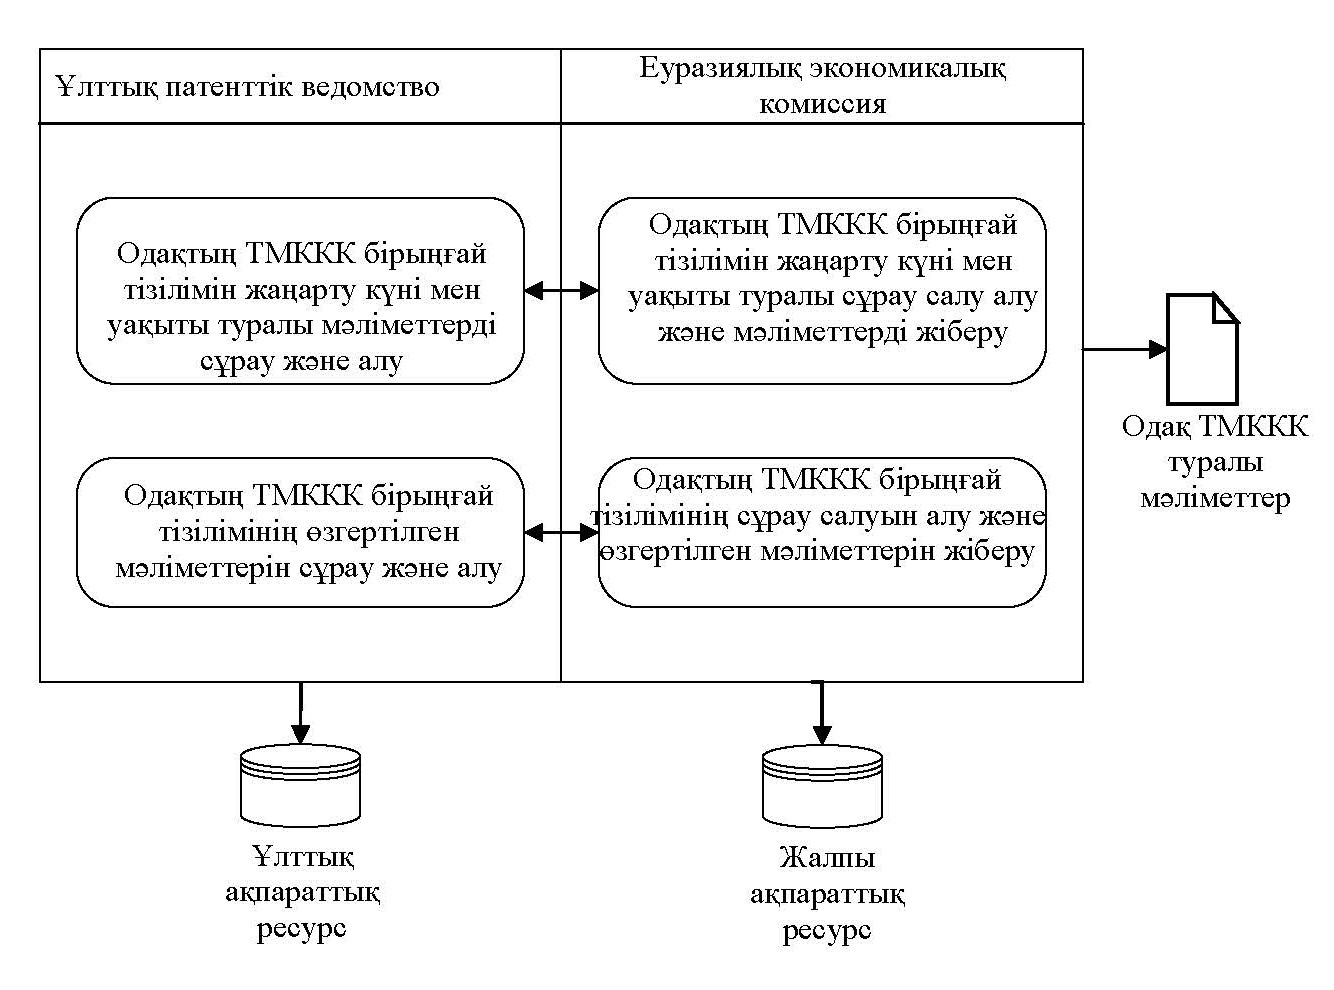 Ұлттық патенттік ведомство
Еуразиялық экономикалық
комиссия
Одақтың ТМККК бірыңғай
тізілімін жаңарту күні мен
уақыты туралы мәліметтерді
сұрау және алу
Одақтың ТМККК бірыңғай
тізілімін жаңарту күні мен
уақыты туралы сұрау салу алу
және мәліметтерді жіберу
Одақтың ТМККК бірыңғай
тізілімінің өзгертілген
мәліметтерін сұрау және алу
Одақтың ТМККК бірыңғай
тізілімінің сұрау салуын алу және
өзгертілген мәліметтерін жіберу
Одақ ТМККК
туралы
мәліметтер
Ұлттық
ақпараттық
ресурс
Жалпы
ақпараттық
ресурс